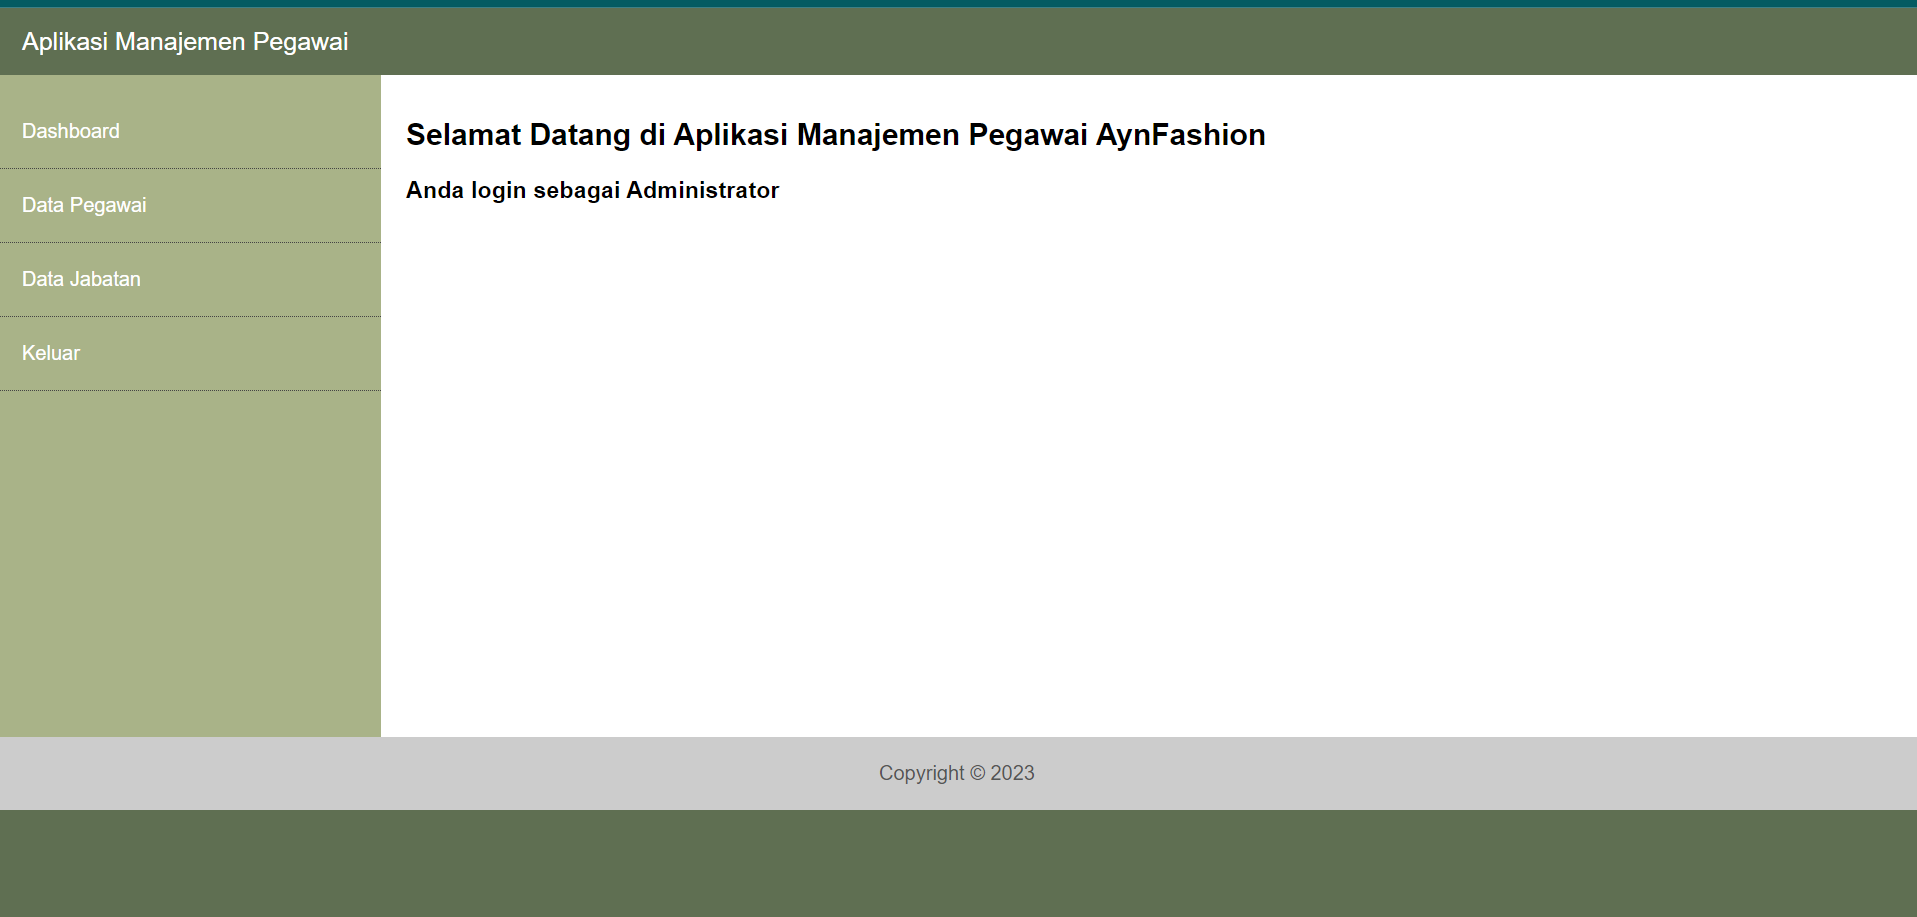 Aplikasi Manajemen Pegawai
Dashboard
Data Pegawai
Data Jabatan
Keluar
Selamat Datang di Aplikasi Manajemen Pegawai AynFashion
Anda login sebagai Administrator
Copyright © 2023